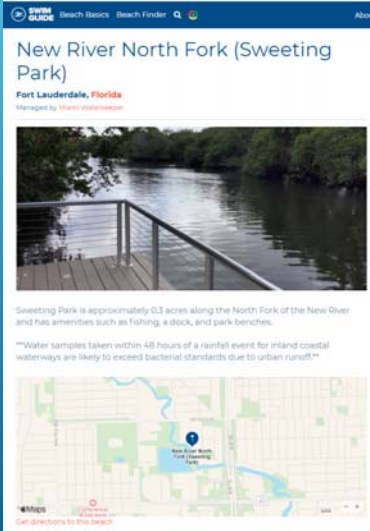 SWIM
GUIDE
Beach Basics Beach Finder
Abo
New River North Fork (Sweeting
Park)
Fort Lauderdale, Florida
Managed by Miami Waterkeeper
Sweeting Park is approximately 0.3 acres along the North Fork of the New River
and has amenities such as fishing, a dock, and park benches.
**Water samples taken within 48 hours of a rainfall event for inland coastal
waterways are likely to exceed bacterial standards due to urban runoff.**
New River North
Fork (Sweeting
Park)
Maps
Get directions to this beach